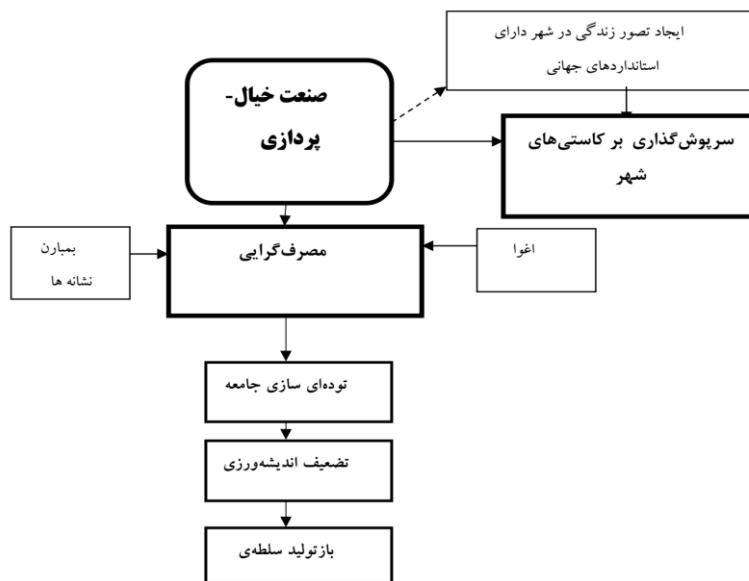 ایجاد تصور زندگی در شهر دارای
استانداردهای جهانی
صنعت خیال-
پردازی
سرپوش‌گذاری بر کاستی‌های
شهر
بمبارن
نشانه ها
مصرف‌گرایی
اغوا
توده‌ای سازی جامعه
تضعیف اندیشه‌ورزی
بازتولید سلطه‌ی